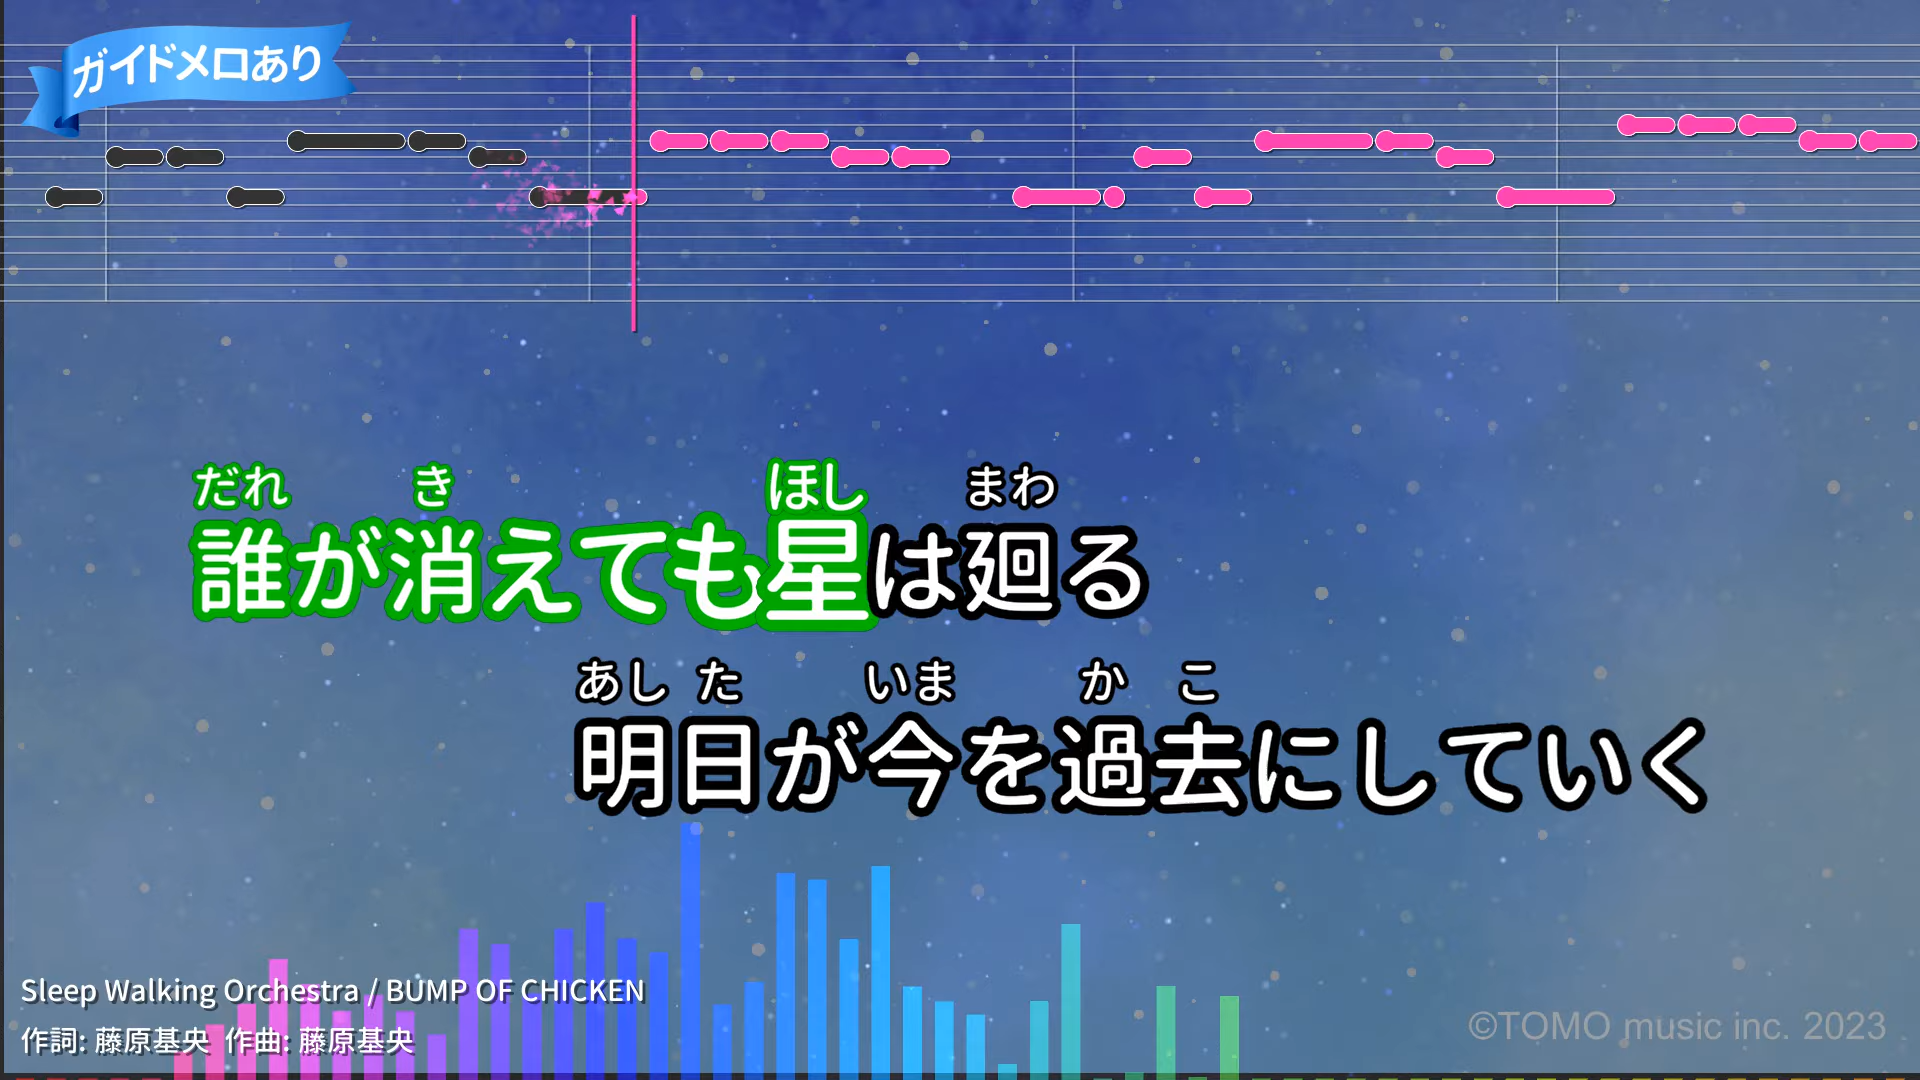 ガイドメロあり
だれ き ほし まわ
誰が消えても星は廻る
あした いま かこ
明日が今を過去にしていく
Sleep Walking Orchestra / BUMP OF CHICKEN
作詞: 藤原基央 作曲: 藤原基央
©TOMO music inc. 2023